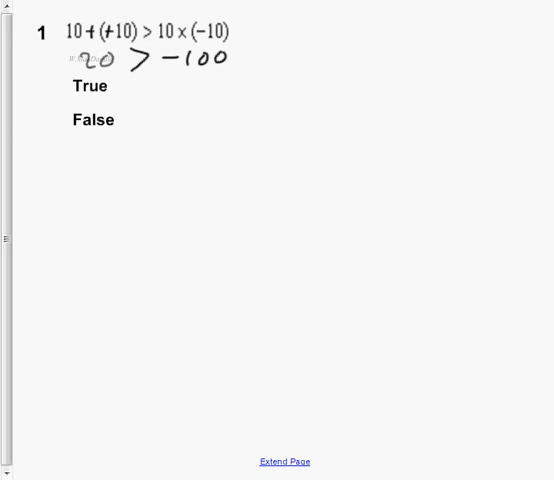 1 10 + (+10) > 10 × (−10)
20 > −100
True
False
Extend Page